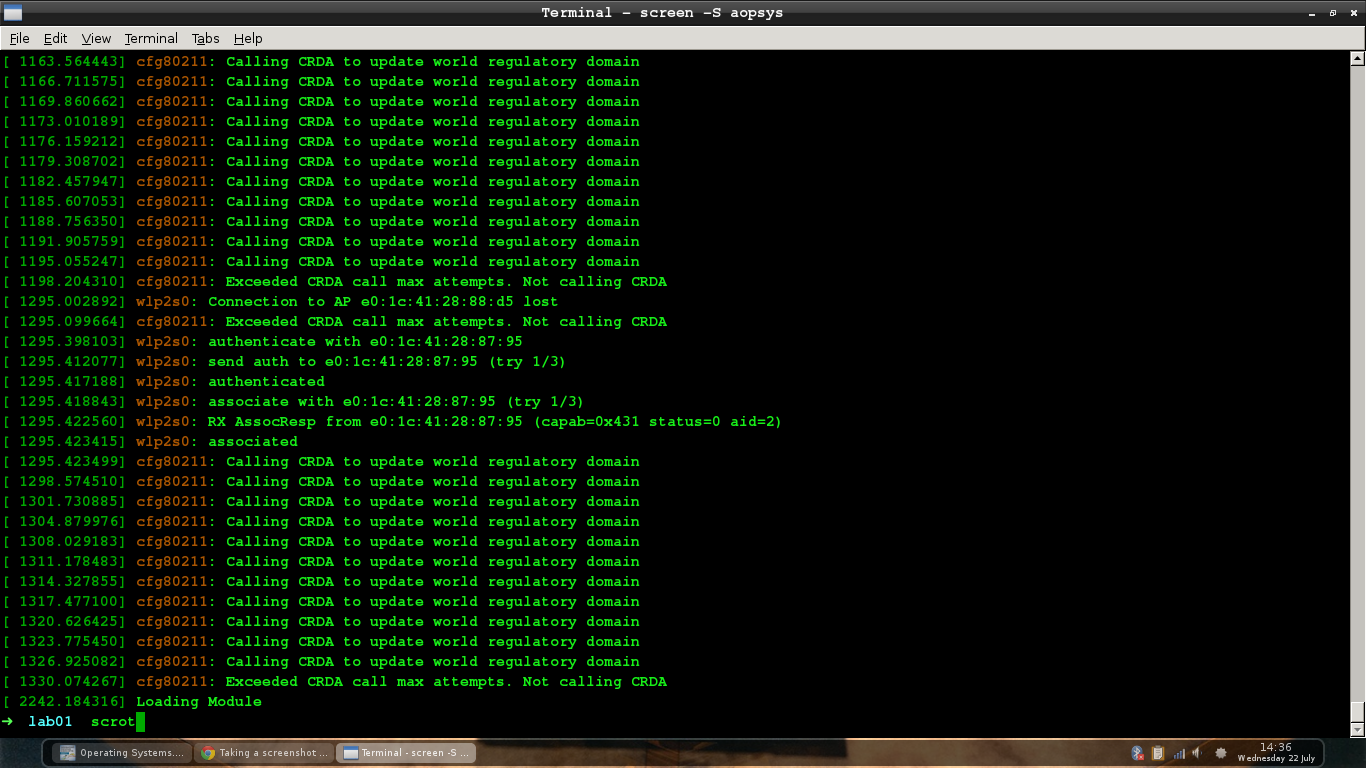 Terminal - screen -S aopsys
File Edit View Terminal Tabs Help
[ 1163.564443] cfg80211: Calling CRDA to update world regulatory domain
[ 1166.711575] cfg80211: Calling CRDA to update world regulatory domain
[ 1169.860662] cfg80211: Calling CRDA to update world regulatory domain
[ 1173.010189] cfg80211: Calling CRDA to update world regulatory domain
[ 1176.159212] cfg80211: Calling CRDA to update world regulatory domain
[ 1179.308702] cfg80211: Calling CRDA to update world regulatory domain
[ 1182.457947] cfg80211: Calling CRDA to update world regulatory domain
[ 1185.607053] cfg80211: Calling CRDA to update world regulatory domain
[ 1188.756350] cfg80211: Calling CRDA to update world regulatory domain
[ 1191.905759] cfg80211: Calling CRDA to update world regulatory domain
[ 1195.055247] cfg80211: Calling CRDA to update world regulatory domain
[ 1198.204310] cfg80211: Exceeded CRDA call max attempts. Not calling CRDA
[ 1295.002892] wlp2s0: Connection to AP e0:1c:41:28:88:d5 lost
[ 1295.099664] cfg80211: Exceeded CRDA call max attempts. Not calling CRDA
[ 1295.398103] wlp2s0: authenticate with e0:1c:41:28:87:95
[ 1295.412077] wlp2s0: send auth to e0:1c:41:28:87:95 (try 1/3)
[ 1295.417188] wlp2s0: authenticated
[ 1295.418843] wlp2s0: associate with e0:1c:41:28:87:95 (try 1/3)
[ 1295.422560] wlp2s0: RX AssocResp from e0:1c:41:28:87:95 (capab=0x431 status=0 aid=2)
[ 1295.423415] wlp2s0: associated
[ 1295.423499] cfg80211: Calling CRDA to update world regulatory domain
[ 1298.574510] cfg80211: Calling CRDA to update world regulatory domain
[ 1301.730885] cfg80211: Calling CRDA to update world regulatory domain
[ 1304.879976] cfg80211: Calling CRDA to update world regulatory domain
[ 1308.029183] cfg80211: Calling CRDA to update world regulatory domain
[ 1311.178483] cfg80211: Calling CRDA to update world regulatory domain
[ 1314.327855] cfg80211: Calling CRDA to update world regulatory domain
[ 1317.477100] cfg80211: Calling CRDA to update world regulatory domain
[ 1320.626425] cfg80211: Calling CRDA to update world regulatory domain
[ 1323.775450] cfg80211: Calling CRDA to update world regulatory domain
[ 1326.925082] cfg80211: Calling CRDA to update world regulatory domain
[ 1330.074267] cfg80211: Exceeded CRDA call max attempts. Not calling CRDA
[ 2242.184316] Loading Module
→ lab01 scrot
Operating Systems.... Taking a screenshot ... Terminal - screen -S ... 14:36
Wednesday 22 July